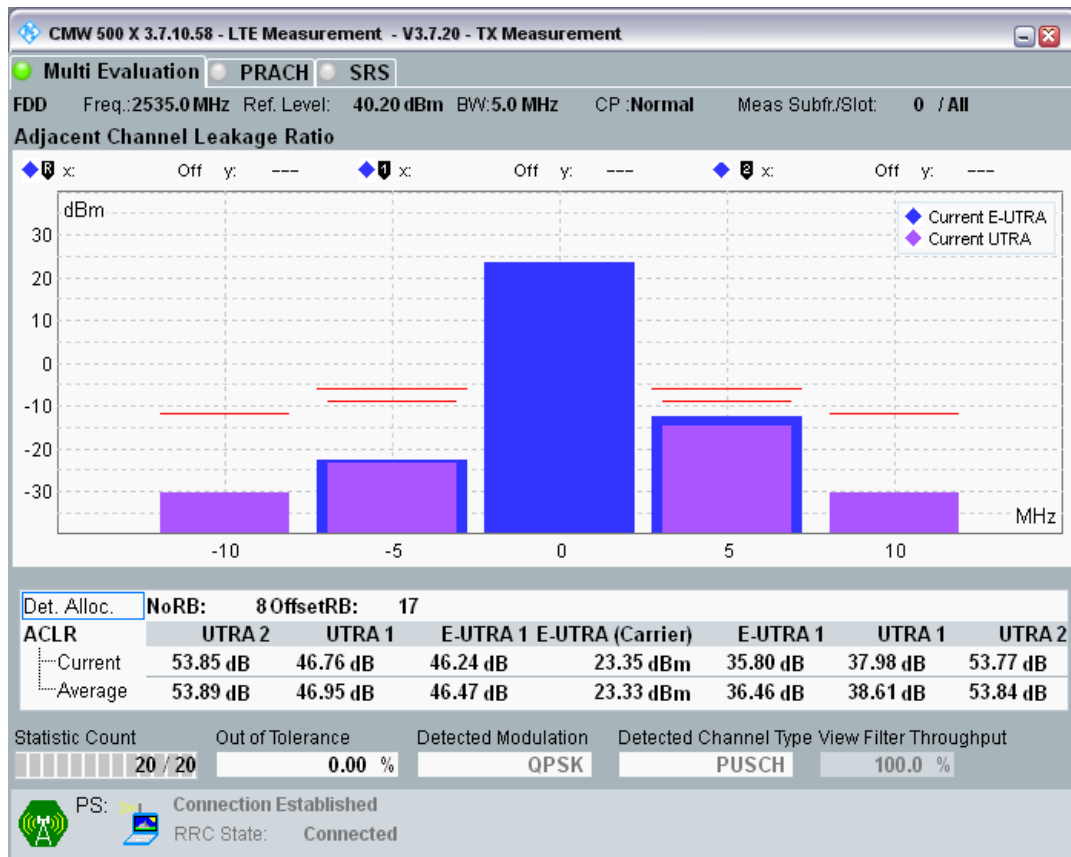 CMW 500 X 3.7.10.58 - LTE Measurement - V3.7.20 - TX Measurement
Multi Evaluation PRACH SRS
FDD Freq.:2535.0 MHz Ref. Level: 40.20 dBm BW:5.0 MHz CP :Normal Meas Subfr./Slot: 0 / All
Adjacent Channel Leakage Ratio
R x: Off y: --- 1 x: Off y: --- 2 x: Off y: ---
dBm
Current E-UTRA
Current UTRA
30
20
10
0
-10
-20
-30
MHz
-10 -5 0 5 10
Det. Alloc. NoRB: 8 OffsetRB: 17
ACLR UTRA 2 UTRA 1 E-UTRA 1 E-UTRA (Carrier) E-UTRA 1 UTRA 1 UTRA 2
Current 53.85 dB 46.76 dB 46.24 dB 23.35 dBm 35.80 dB 37.98 dB 53.77 dB
Average 53.89 dB 46.95 dB 46.47 dB 23.33 dBm 36.46 dB 38.61 dB 53.84 dB
Statistic Count Out of Tolerance Detected Modulation Detected Channel Type View Filter Throughput
20 / 20 0.00 % QPSK PUSCH 100.0 %
PS: Connection Established
RRC State: Connected